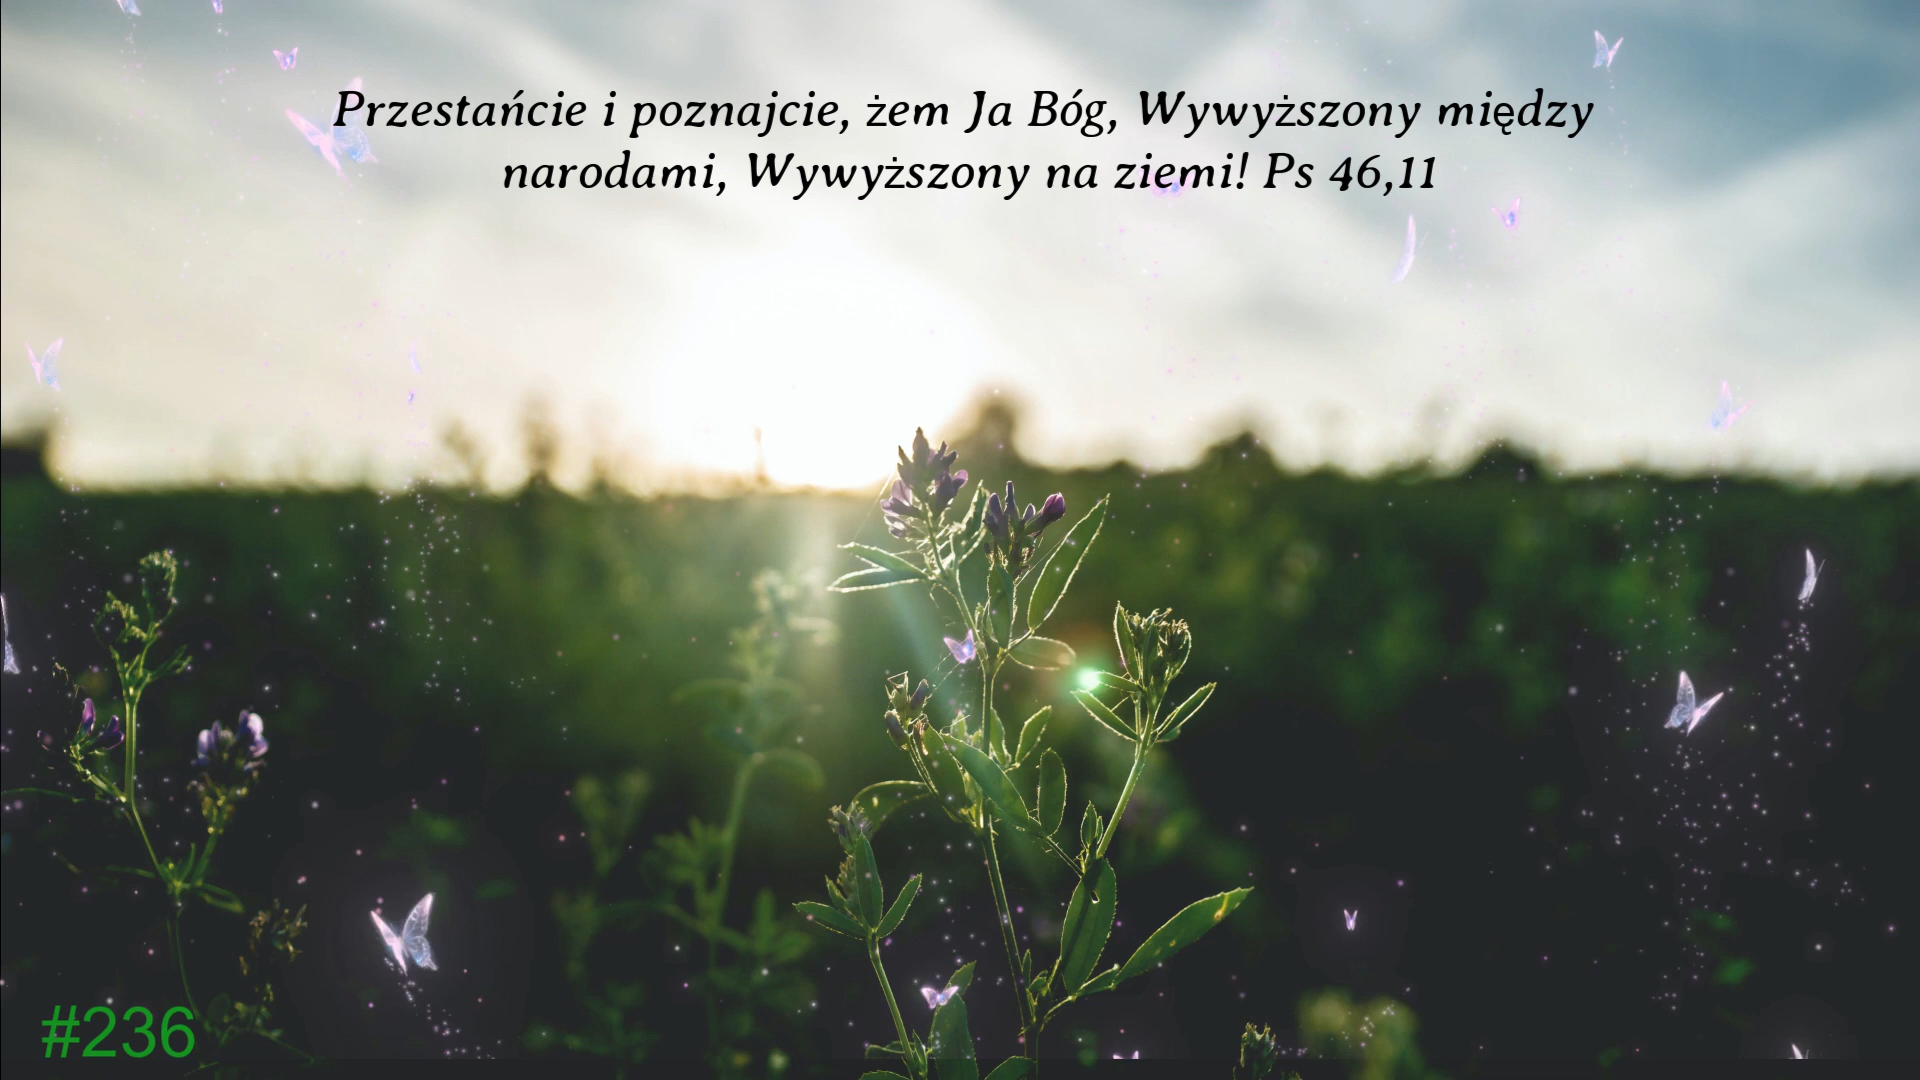 Przestańcie i poznajcie, żem Ja Bóg, Wywyższony między
narodami, Wywyższony na ziemi! Ps 46,11
#236